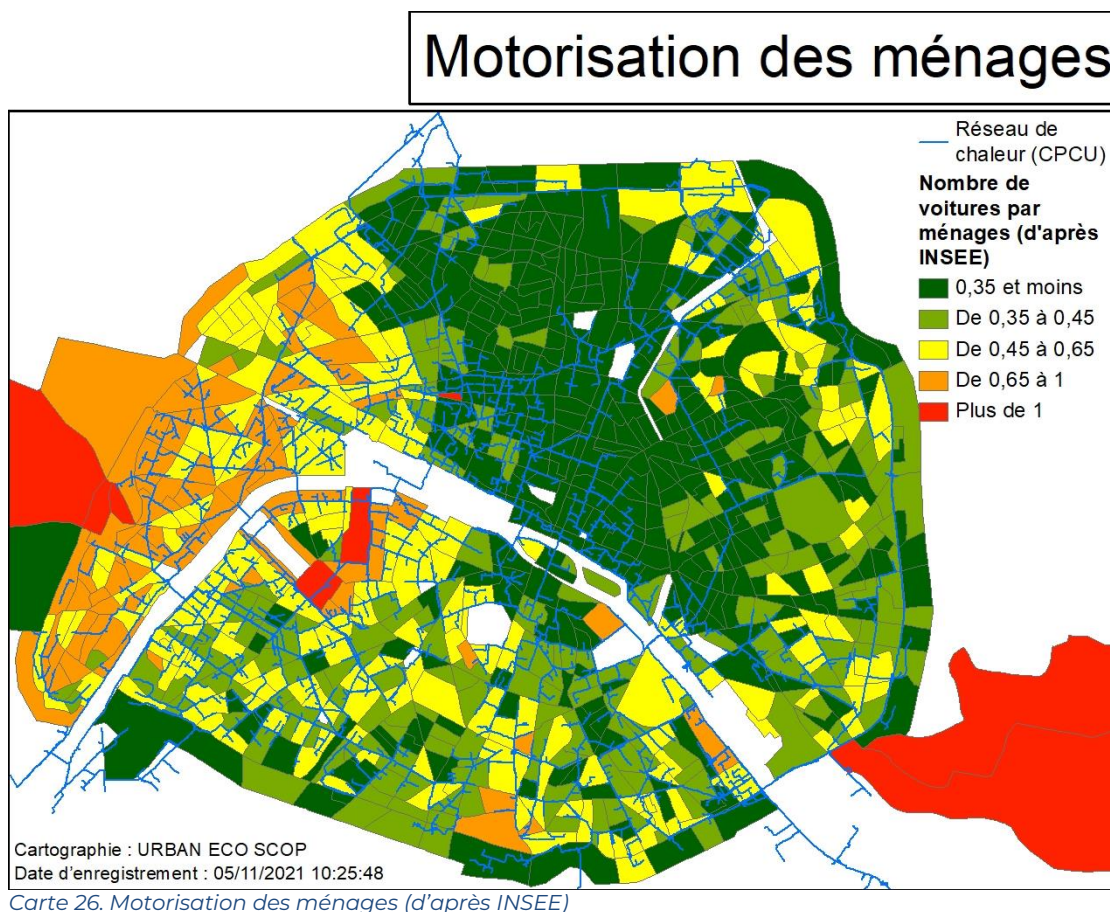 Motorisation des ménages
Réseau de
chaleur (CPCU)
Nombre de
voitures par
ménages (d'après
INSEE)
0,35 et moins
De 0,35 à 0,45
De 0,45 à 0,65
De 0,65 à 1
Plus de 1
Cartographie : URBAN ECO SCOP
Date d'enregistrement : 05/11/2021 10:25:48
Carte 26. Motorisation des ménages (d’après INSEE)